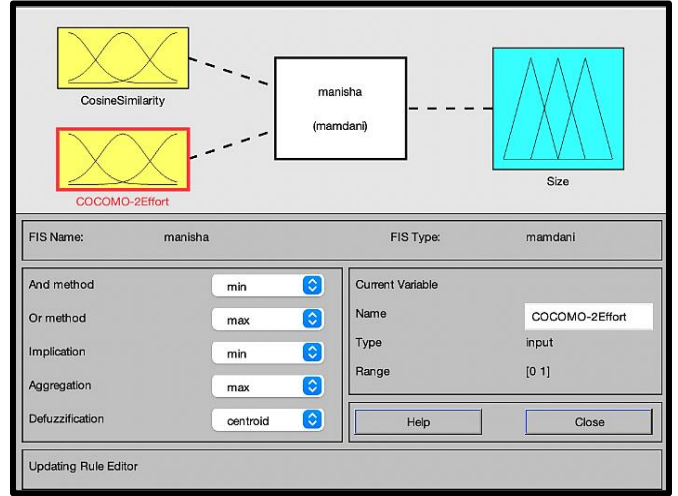 CosineSimilarity
COCOMO-2Effort
manisha
(mamdani)
Size
FIS Name: manisha FIS Type: mamdani
And method min
Or method max
Implication min
Aggregation max
Defuzzification centroid
Current Variable
Name COCOMO-2Effort
Type input
Range [0 1]
Help Close
Updating Rule Editor